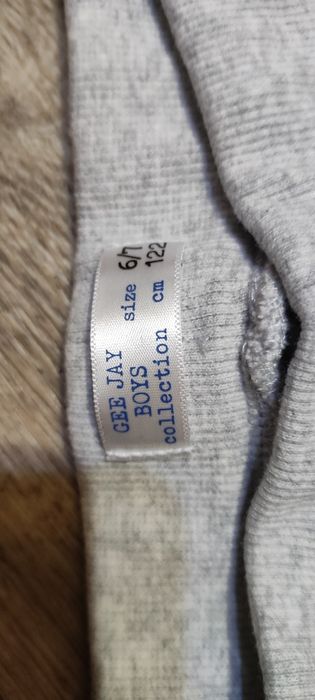 GEE JAY
BOYS
collection
size 6/7
cm 122